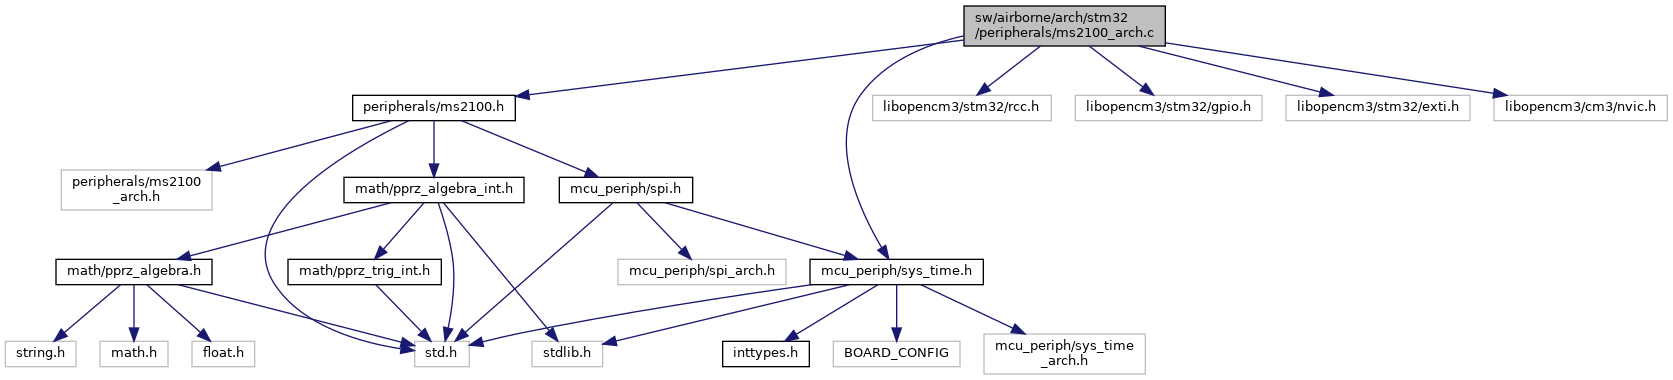 sw/airborne/arch/stm32
/peripherals/ms2100_arch.c
peripherals/ms2100.h
libopencm3/stm32/rcc.h
libopencm3/stm32/gpio.h
libopencm3/stm32/exti.h
libopencm3/cm3/nvic.h
peripherals/ms2100
_arch.h
math/pprz_algebra_int.h
mcu_periph/spi.h
math/pprz_algebra.h
math/pprz_trig_int.h
mcu_periph/spi_arch.h
mcu_periph/sys_time.h
string.h
math.h
float.h
std.h
stdlib.h
inttypes.h
BOARD_CONFIG
mcu_periph/sys_time
_arch.h